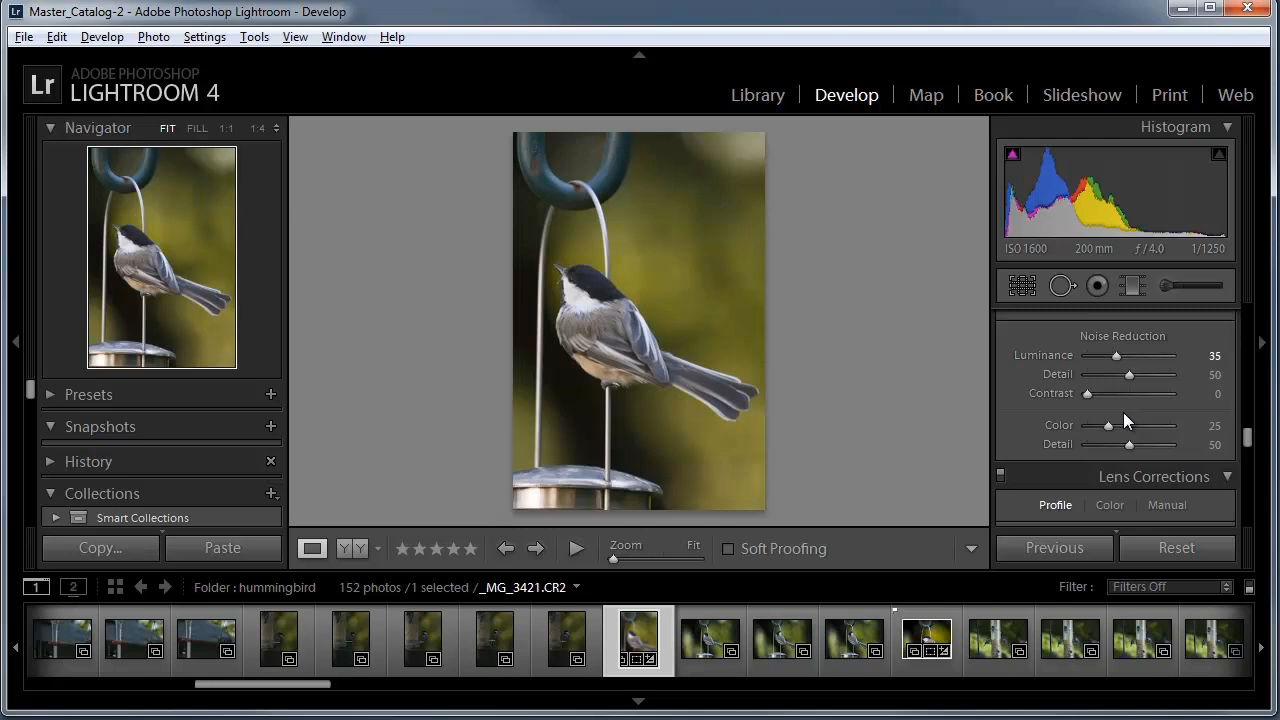 Lr Master_Catalog-2 - Adobe Photoshop Lightroom - Develop
File Edit Develop Photo Settings Tools View Window Help
Lr ADOBE PHOTOSHOP
LIGHTROOM 4
Library Develop Map Book Slideshow Print Web
Navigator FIT FILL 1:1 1:4
Presets
Snapshots
History
Collections
Smart Collections
Copy... Paste
Histogram
ISO 1600 200 mm ƒ / 4.0 1/1250
Noise Reduction
Luminance 35
Detail 50
Contrast 0
Color 25
Detail 50
Lens Corrections
Profile Color Manual
Previous Reset
YY Zoom Fit Soft Proofing
1 2 Folder : hummingbird 152 photos /1 selected /_MG_3421.CR2 Filter : Filters Off